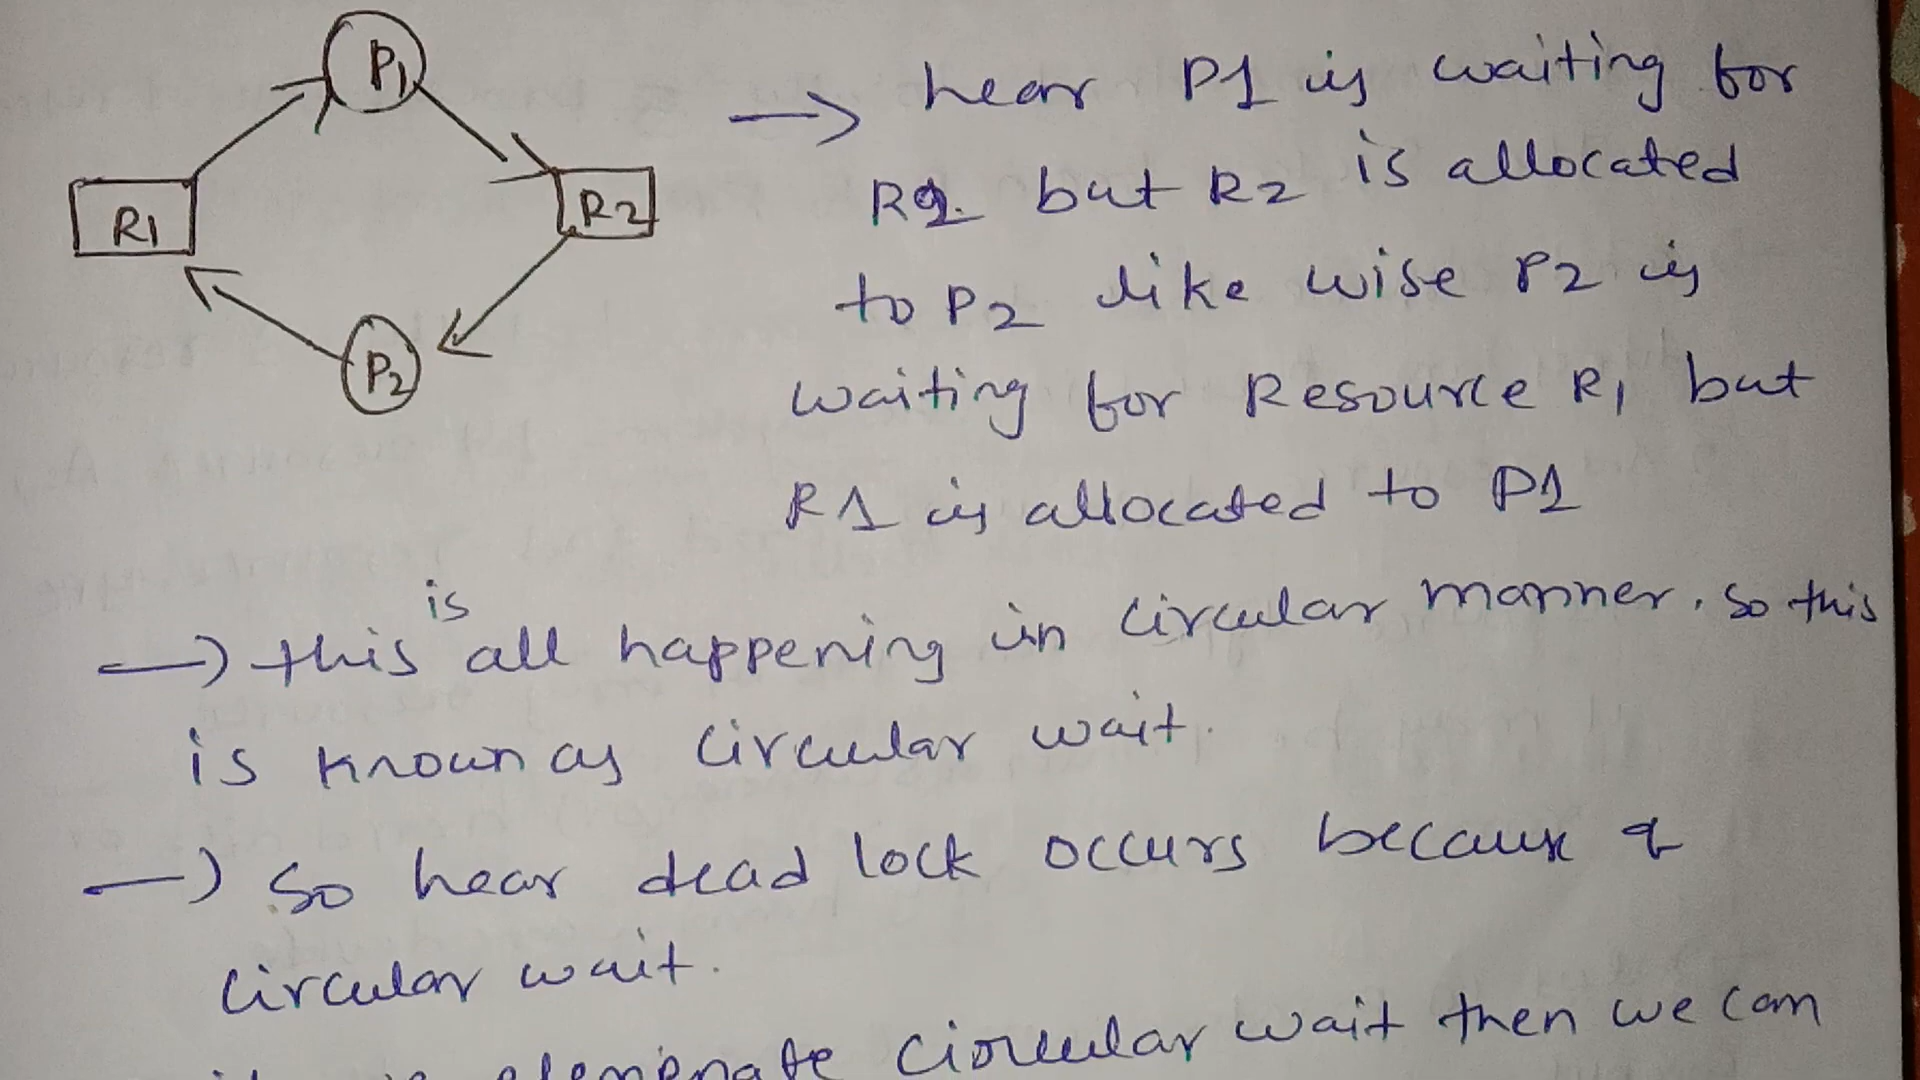 P1
R1
R2
P2
→ hear P1 is waiting for
R2. but R2 is allocated
to P2 like wise P2 is
waiting for Resource R1 but
R1 is allocated to P1
→ this is all happening in circular manner. so this
is known as circular wait.
→ so hear dead lock occurs because of
circular wait.
elemenate circular wait then we can